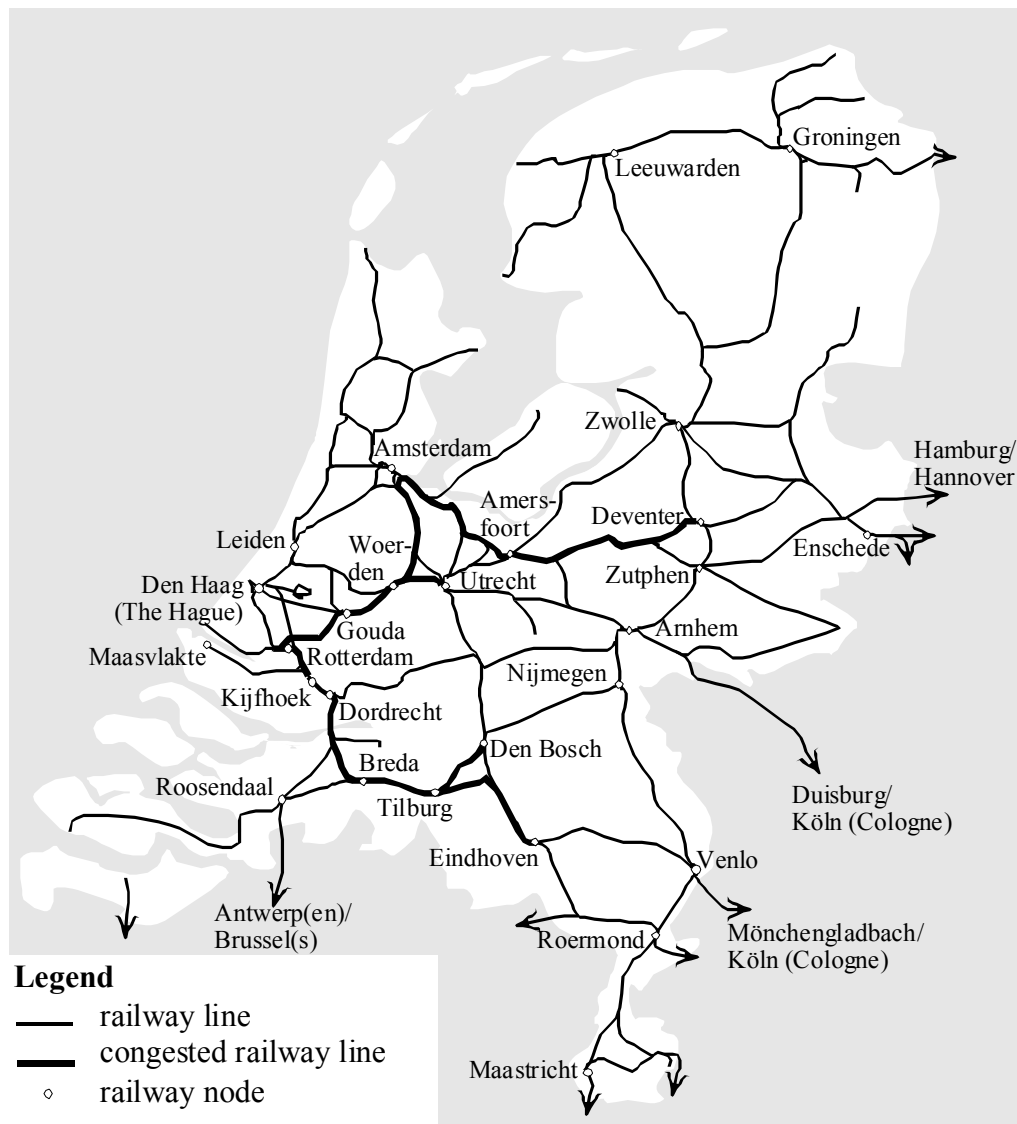 Groningen
Leeuwarden
Zwolle
Hamburg/
Hannover
Amsterdam
Amers-
foort
Deventer
Leiden
Woer-
den
Enschede
Den Haag
(The Hague)
Utrecht
Zutphen
Gouda
Arnhem
Maasvlakte
Rotterdam
Nijmegen
Kijfhoek
Dordrecht
Den Bosch
Breda
Roosendaal
Tilburg
Duisburg/
Köln (Cologne)
Eindhoven
Venlo
Antwerp(en)/
Brussel(s)
Roermond
Mönchengladbach/
Köln (Cologne)
Legend
railway line
congested railway line
railway node
Maastricht